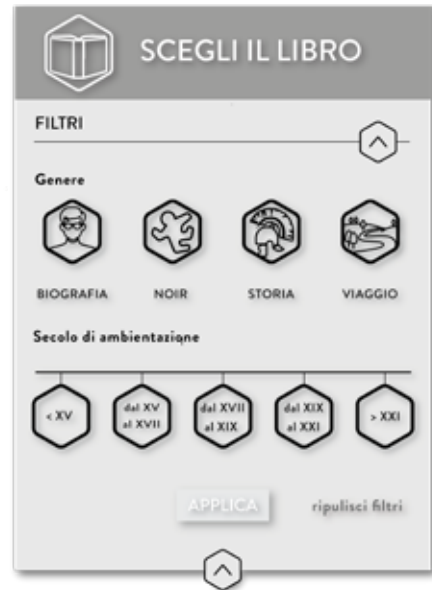 SCEGLI IL LIBRO
FILTRI
Genere
BIOGRAFIA NOIR STORIA VIAGGIO
Secolo di ambientazione
< XV
dal XV
al XVII
dal XVII
al XIX
dal XIX
al XXI
> XXI
APPLICA ripulisci filtri